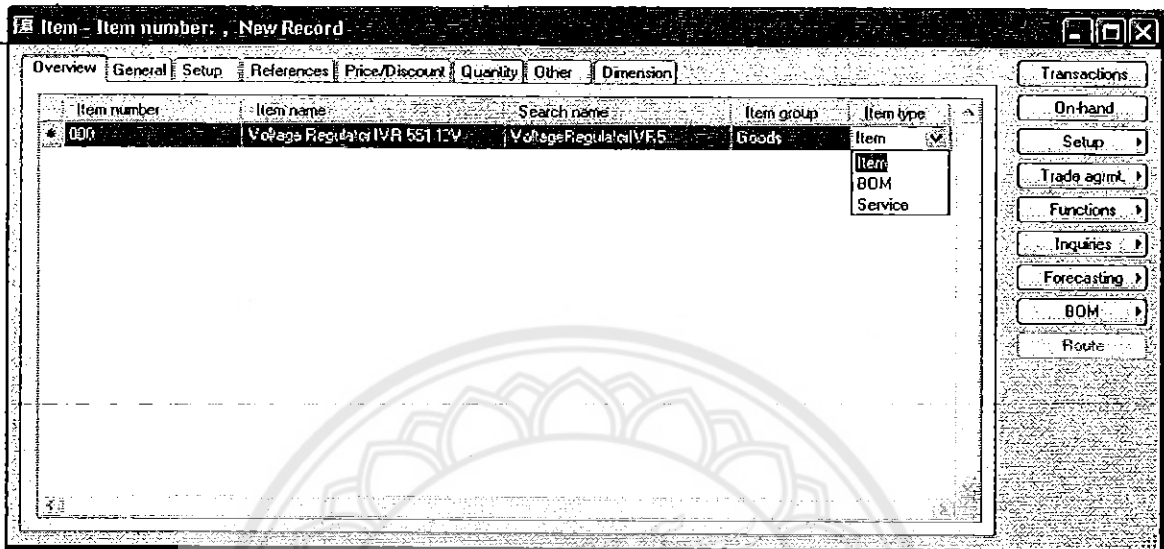 Item - Item number: , New Record
Overview General Setup References Price/Discount Quantity Other Dimension
Item number Item name Search name Item group Item type
000 Voltage Regulator IVR 551 12V VoltageRegulatorIVR5 Goods Item
Item
BOM
Service
Transactions
On-hand
Setup
Trade agrmt.
Functions
Inquiries
Forecasting
BOM
Route